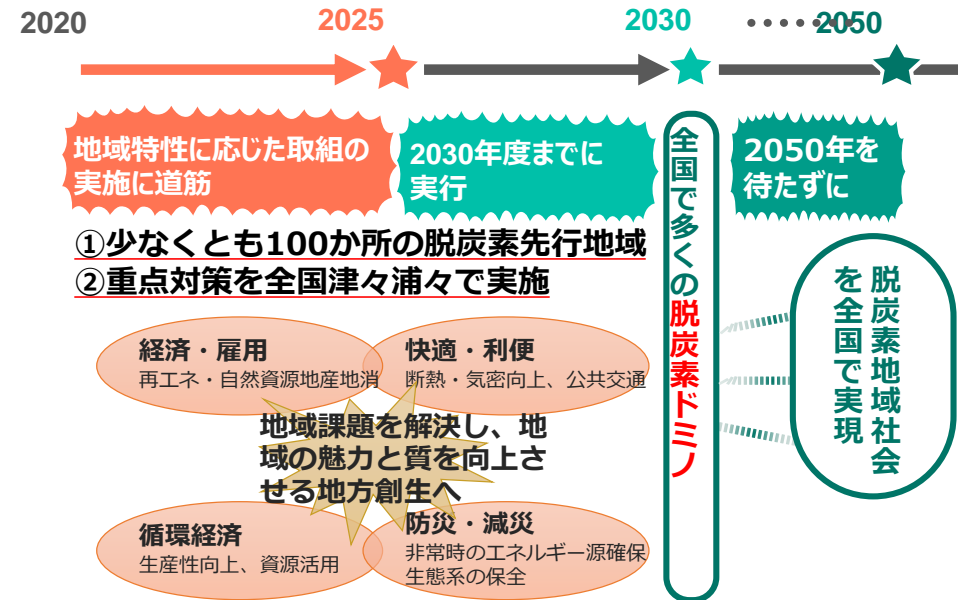 2020
2025
2030
・・・・・・・2050
地域特性に応じた取組の
実施に道筋
2030年度までに
実行
全国で多くの脱炭素ドミノ
2050年を
待たずに
①少なくとも100か所の脱炭素先行地域
②重点対策を全国津々浦々で実施
脱炭素地域社会
を全国で実現
経済・雇用
再エネ・自然資源地産地消
快適・利便
断熱・気密向上、公共交通
地域課題を解決し、地
域の魅力と質を向上さ
せる地方創生へ
循環経済
生産性向上、資源活用
防災・減災
非常時のエネルギー源確保
生態系の保全